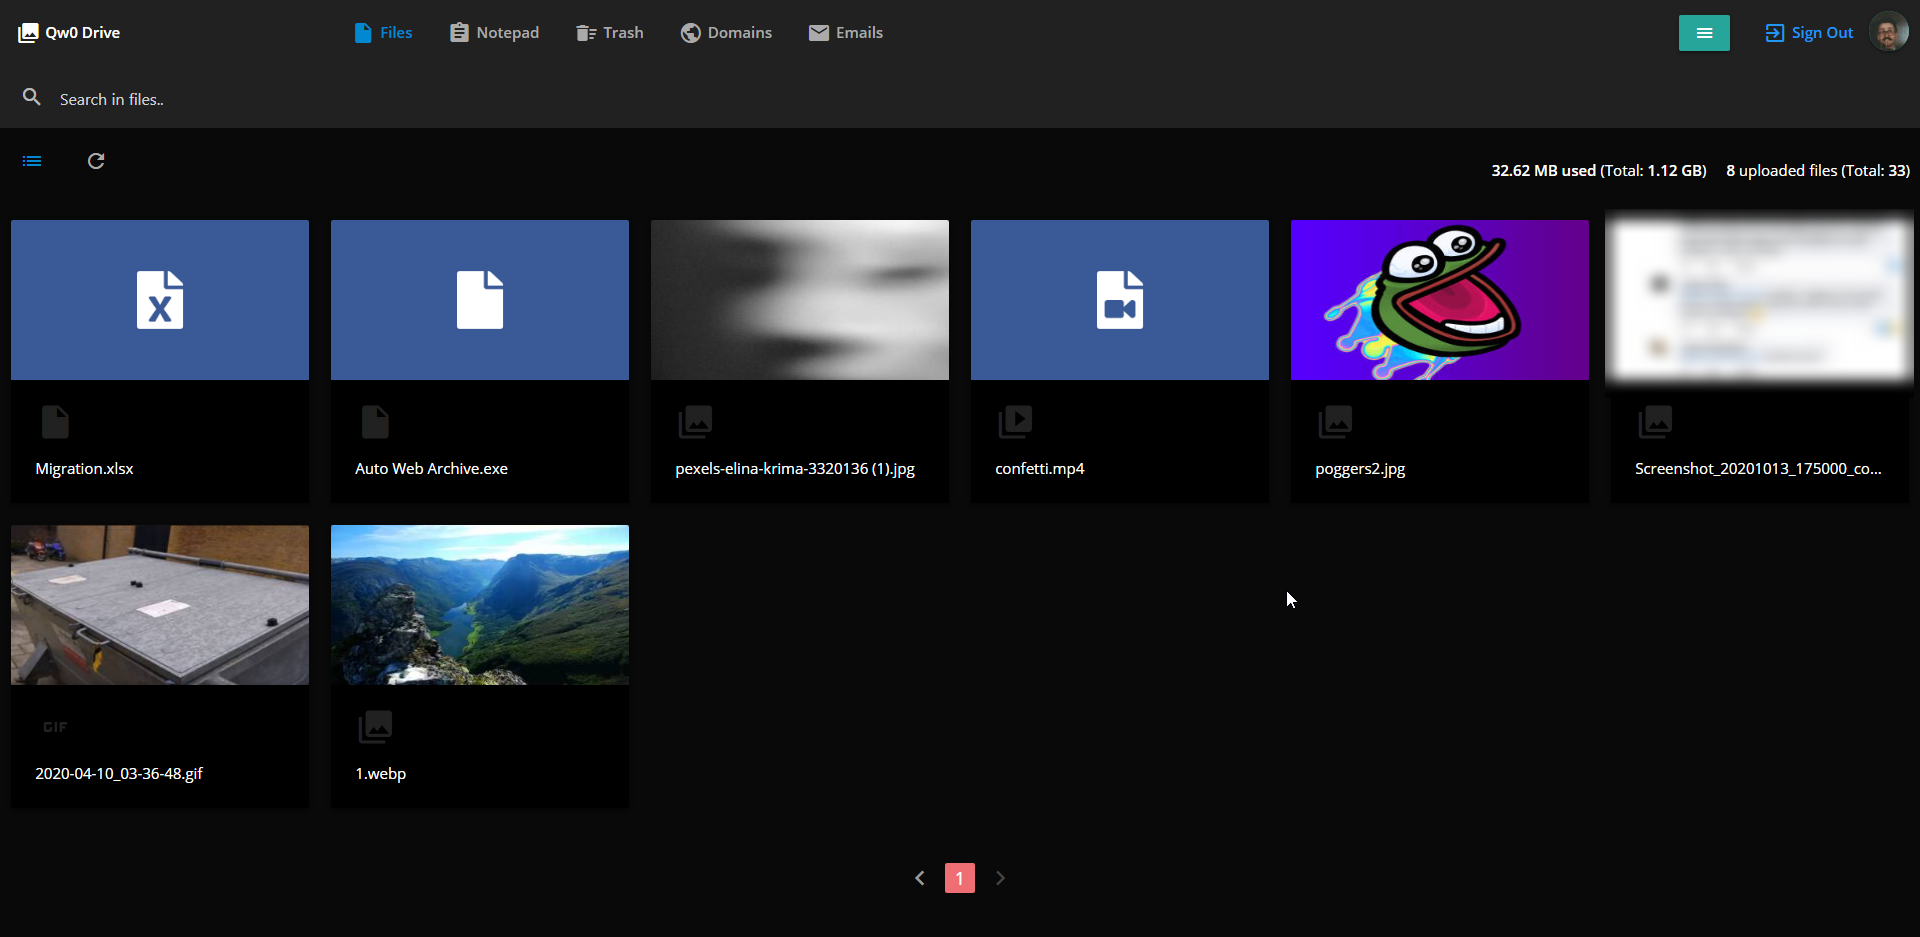 Qw0 Drive
Files
Notepad
Trash
Domains
Emails
Sign Out
Search in files..
32.62 MB used (Total: 1.12 GB)
8 uploaded files (Total: 33)
Migration.xlsx
Auto Web Archive.exe
pexels-elina-krima-3320136 (1).jpg
confetti.mp4
poggers2.jpg
Screenshot_20201013_175000_co...
GIF
2020-04-10_03-36-48.gif
1.webp
1